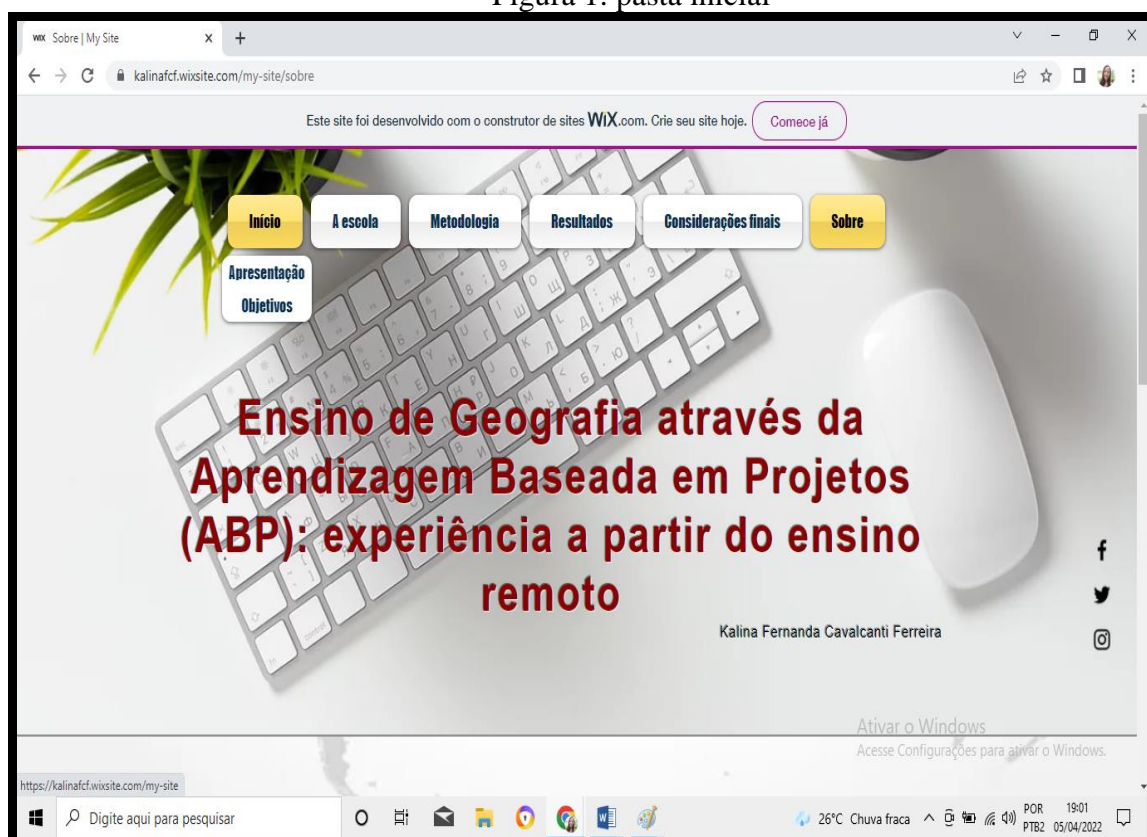 Figura 1: pasta inicial
WIX Sobre | My Site
kalinafcf.wixsite.com/my-site/sobre
Este site foi desenvolvido com o construtor de sites WiX.com. Crie seu site hoje. Comece já
Início A escola Metodologia Resultados Considerações finais Sobre
Apresentação
Objetivos
Ensino de Geografia através da
Aprendizagem Baseada em Projetos
(ABP): experiência a partir do ensino
remoto
Kalina Fernanda Cavalcanti Ferreira
Ativar o Windows
Acesse Configurações para ativar o Windows.
https://kalinafcf.wixsite.com/my-site
Digite aqui para pesquisar 26°C Chuva fraca POR 19:01
PTB2 05/04/2022